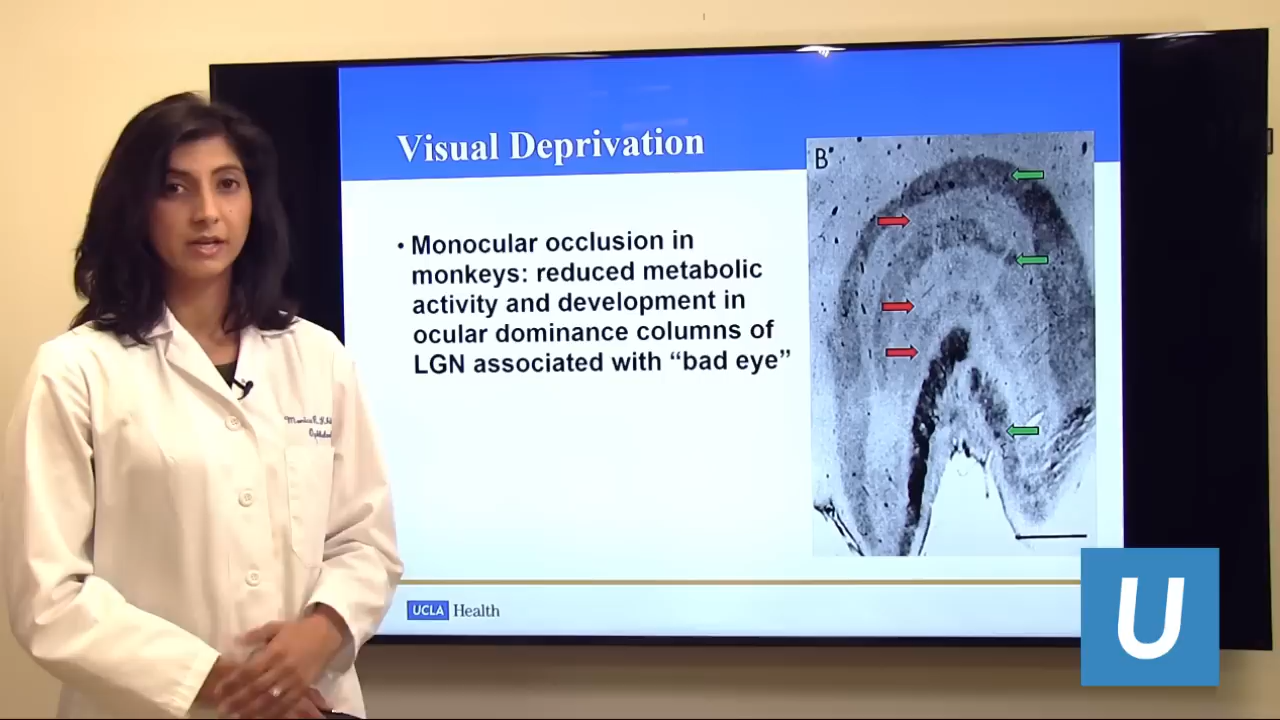 Visual Deprivation
B
• Monocular occlusion in
monkeys: reduced metabolic
activity and development in
ocular dominance columns of
LGN associated with “bad eye”
UCLA Health
U